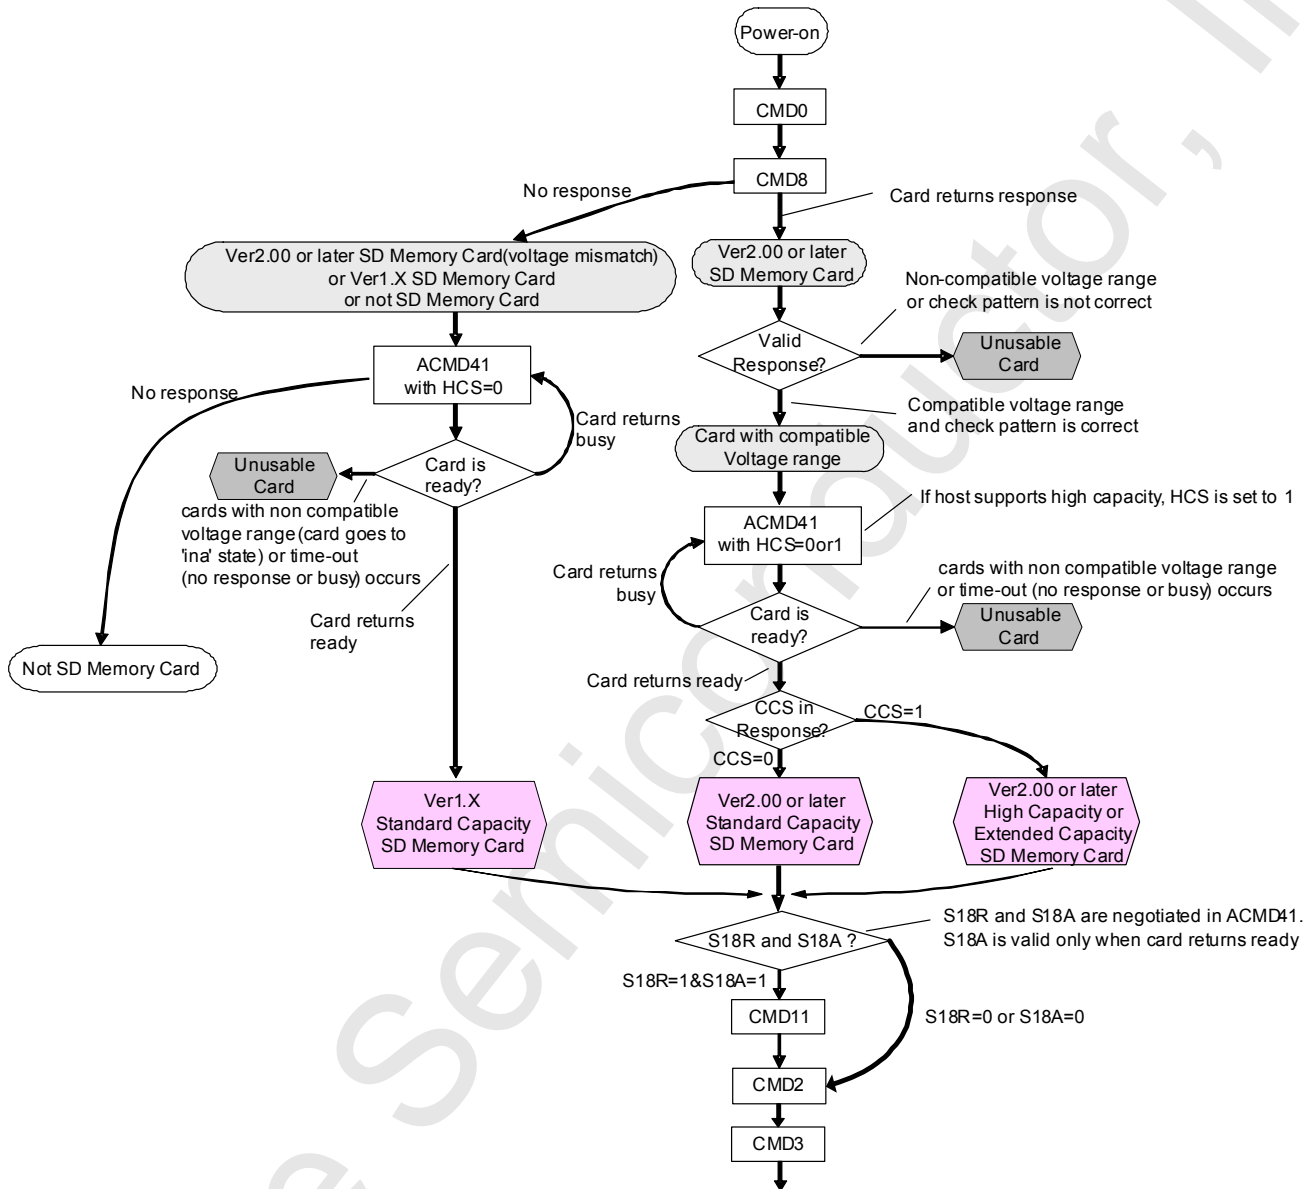 Power-on
CMD0
CMD8
No response
Card returns response
Ver2.00 or later SD Memory Card(voltage mismatch)
or Ver1.X SD Memory Card
or not SD Memory Card
Ver2.00 or later
SD Memory Card
Non-compatible voltage range
or check pattern is not correct
Valid
Response?
Unusable
Card
ACMD41
with HCS=0
No response
Card returns
busy
Compatible voltage range
and check pattern is correct
Card with compatible
Voltage range
Unusable
Card
Card is
ready?
cards with non compatible
voltage range (card goes to
'ina' state) or time-out
(no response or busy) occurs
If host supports high capacity, HCS is set to 1
ACMD41
with HCS=0or1
Card returns
busy
cards with non compatible voltage range
or time-out (no response or busy) occurs
Card is
ready?
Unusable
Card
Card returns
ready
Not SD Memory Card
Card returns ready
CCS in
Response?
CCS=1
CCS=0
Ver1.X
Standard Capacity
SD Memory Card
Ver2.00 or later
Standard Capacity
SD Memory Card
Ver2.00 or later
High Capacity or
Extended Capacity
SD Memory Card
S18R and S18A ?
S18R and S18A are negotiated in ACMD41.
S18A is valid only when card returns ready
S18R=1&S18A=1
CMD11
S18R=0 or S18A=0
CMD2
CMD3